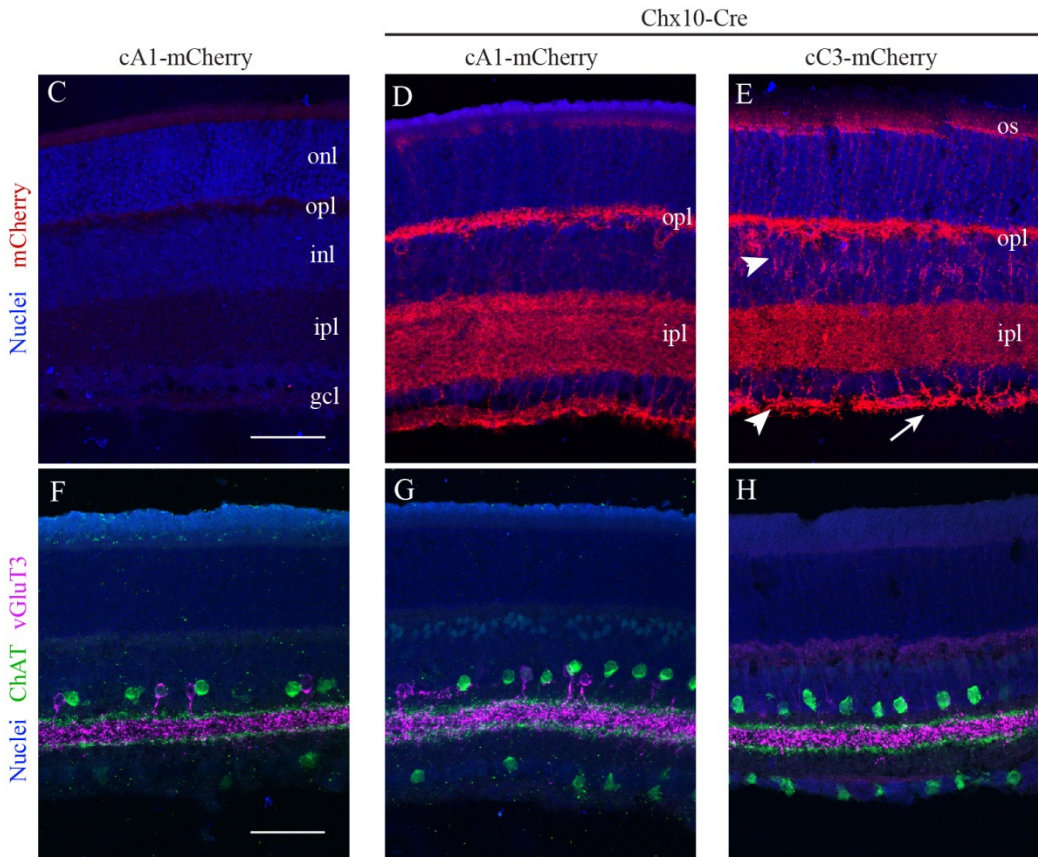 Chx10-Cre
cA1-mCherry
cA1-mCherry
cC3-mCherry
Nuclei mCherry
C
onl
opl
inl
ipl
gcl
D
opl
ipl
E
os
opl
ipl
Nuclei ChAT vGluT3
F
G
H